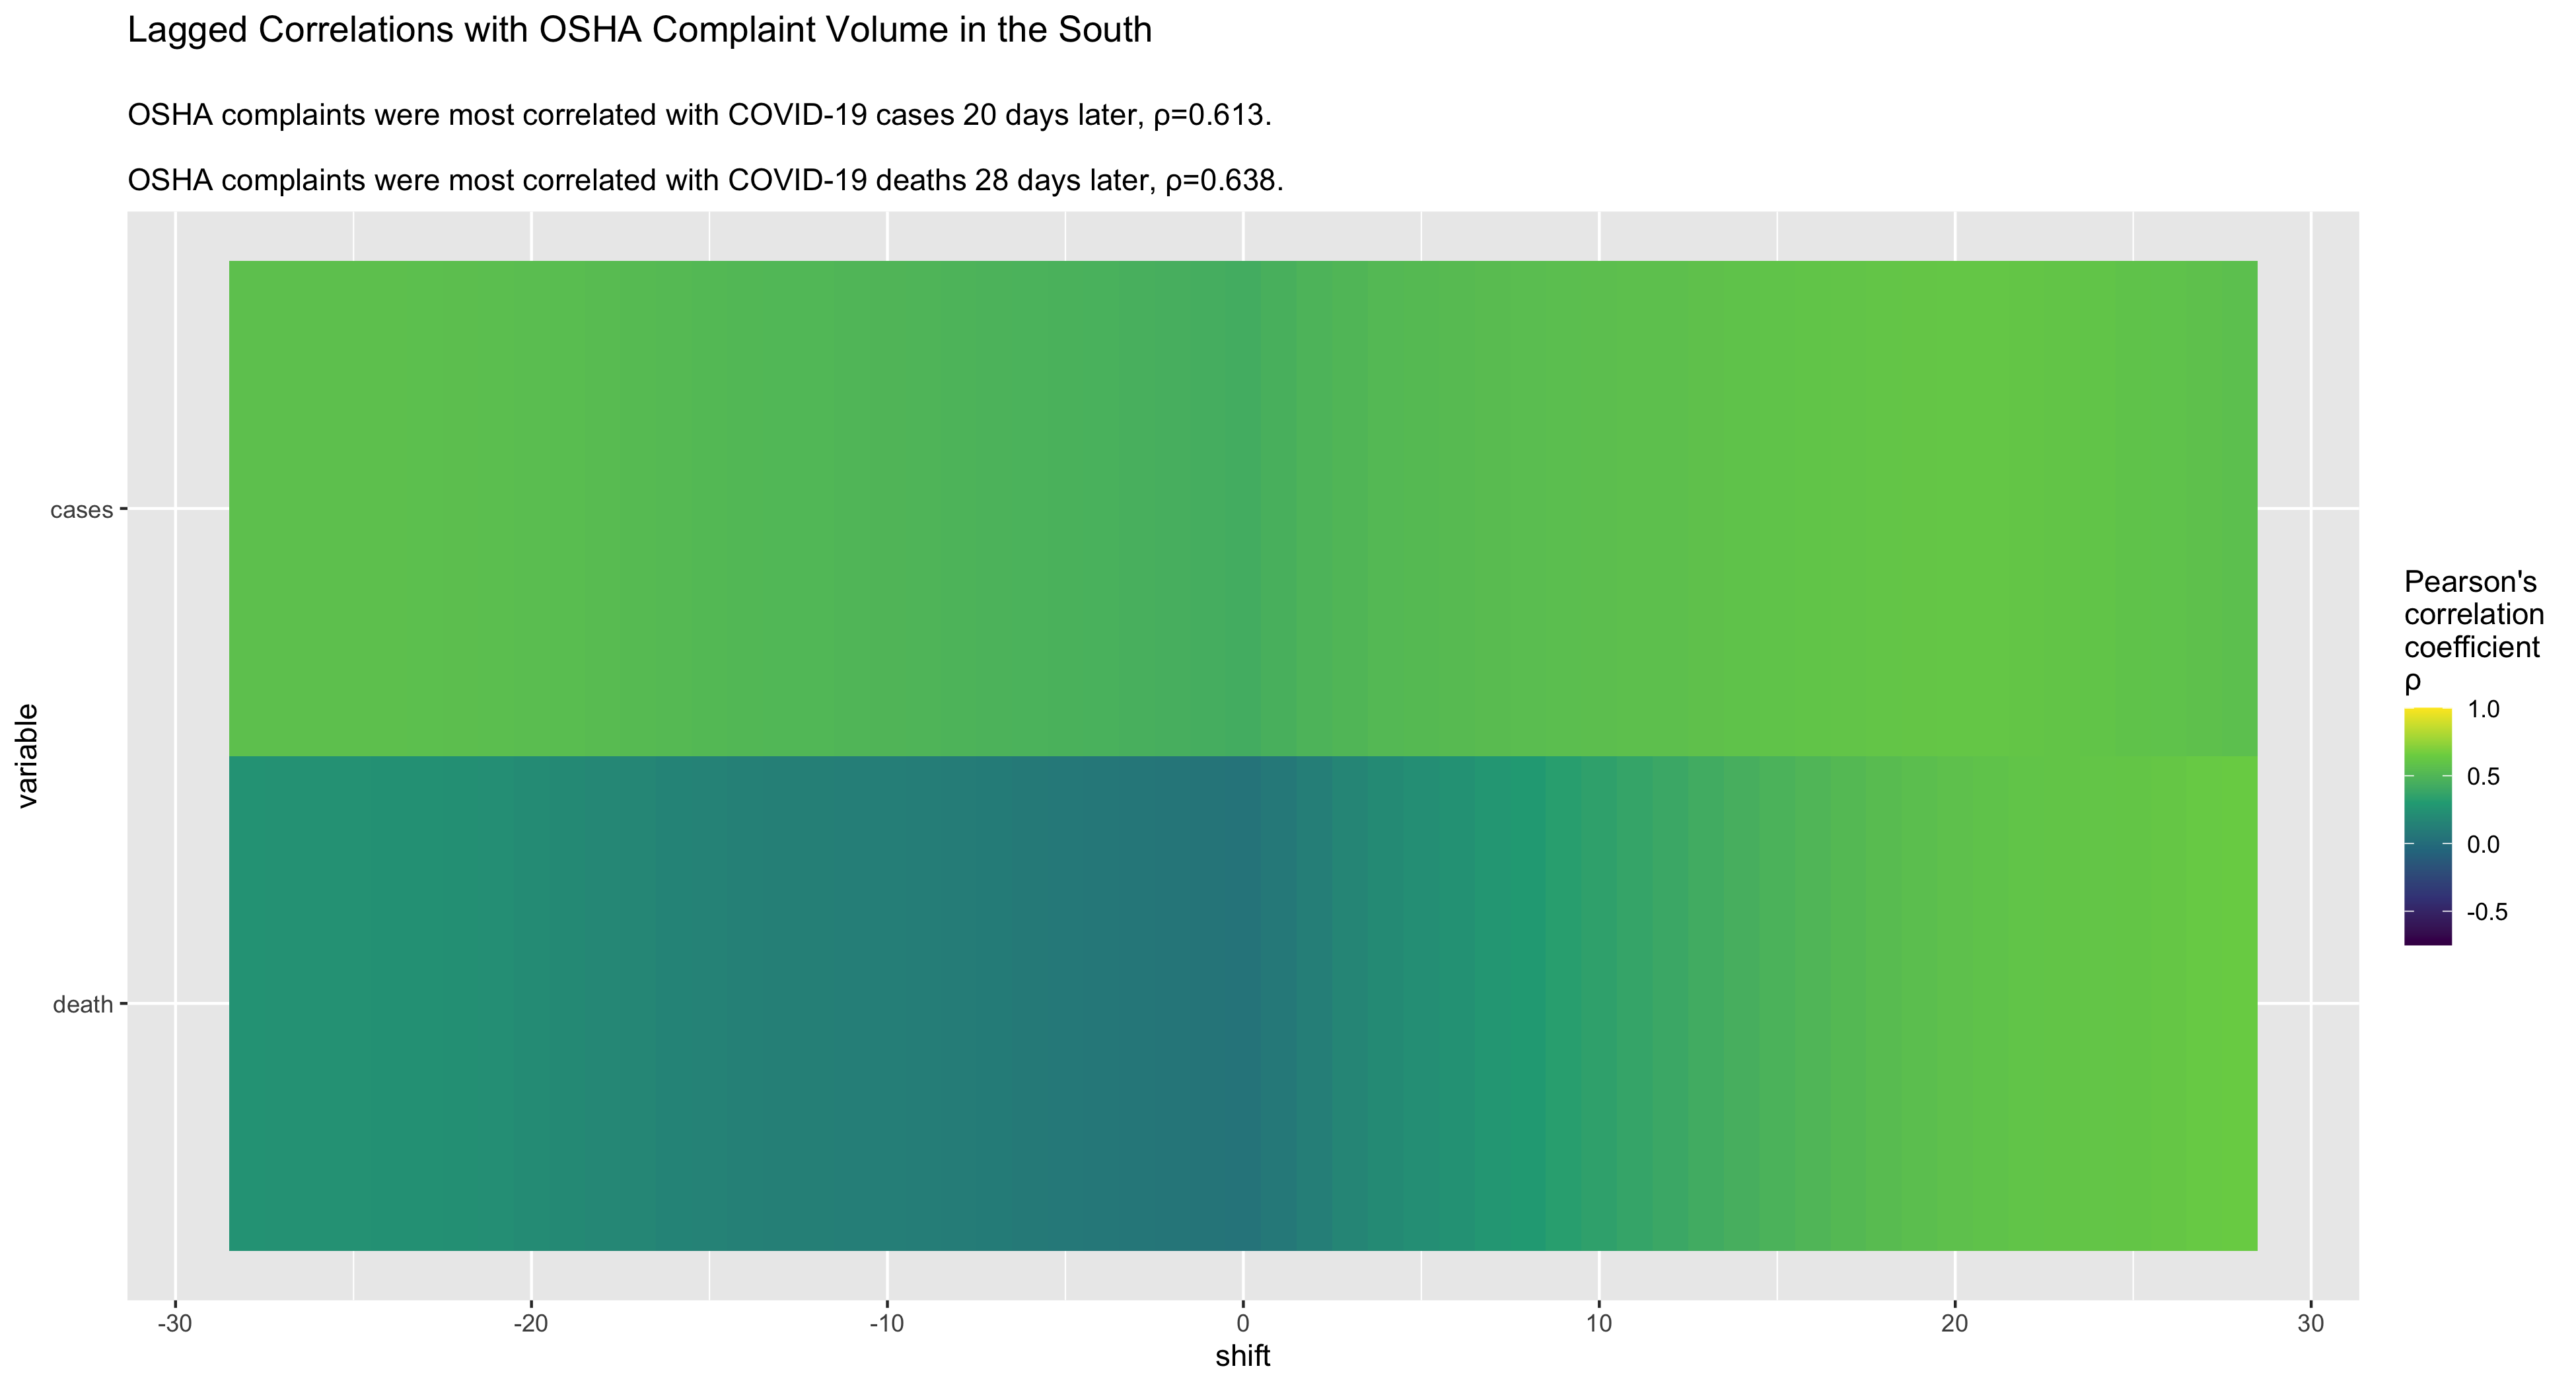 Lagged Correlations with OSHA Complaint Volume in the South
OSHA complaints were most correlated with COVID-19 cases 20 days later, ρ=0.613.
OSHA complaints were most correlated with COVID-19 deaths 28 days later, ρ=0.638.
variable
cases
death
-30
-20
-10
0
10
20
30
shift
Pearson's
correlation
coefficient
ρ
1.0
0.5
0.0
-0.5